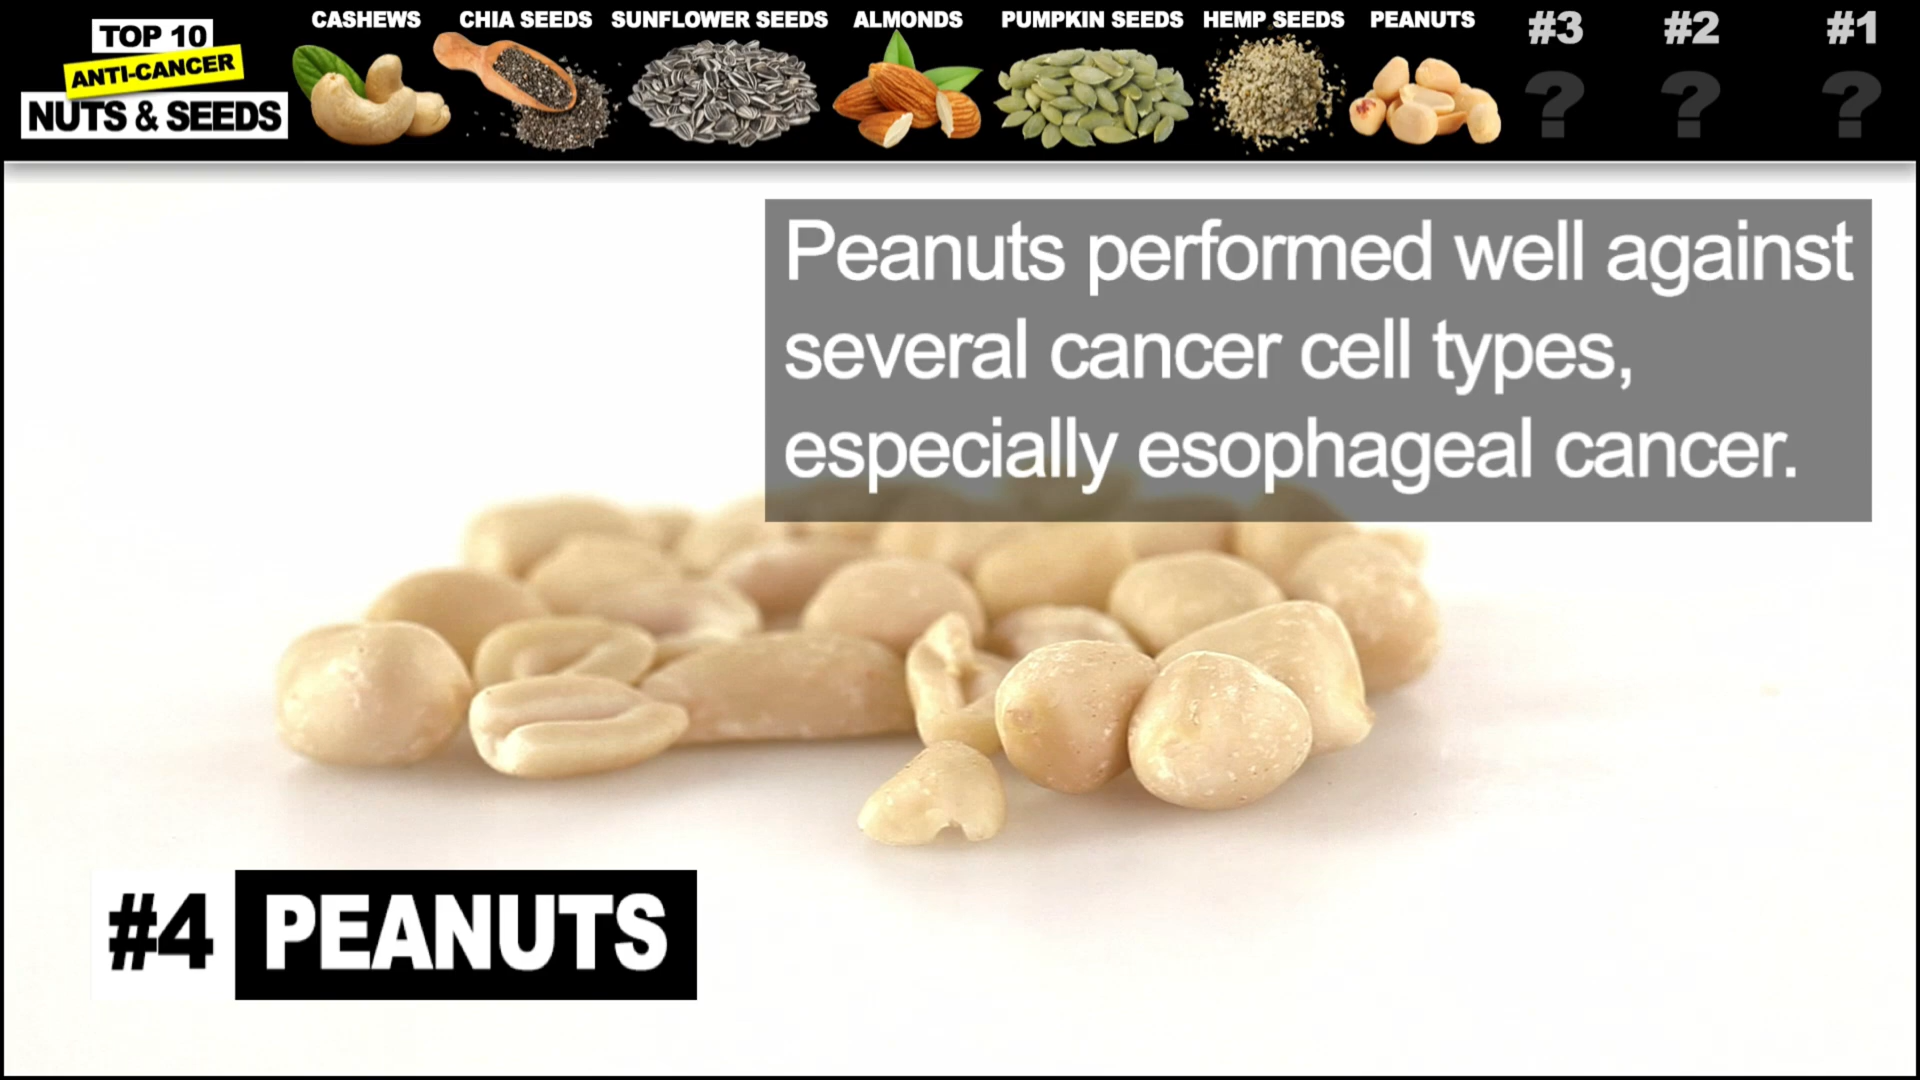 TOP 10
ANTI-CANCER
NUTS & SEEDS
CASHEWS
CHIA SEEDS
SUNFLOWER SEEDS
ALMONDS
PUMPKIN SEEDS
HEMP SEEDS
PEANUTS
#3
?
#2
?
#1
?
Peanuts performed well against
several cancer cell types,
especially esophageal cancer.
#4 PEANUTS